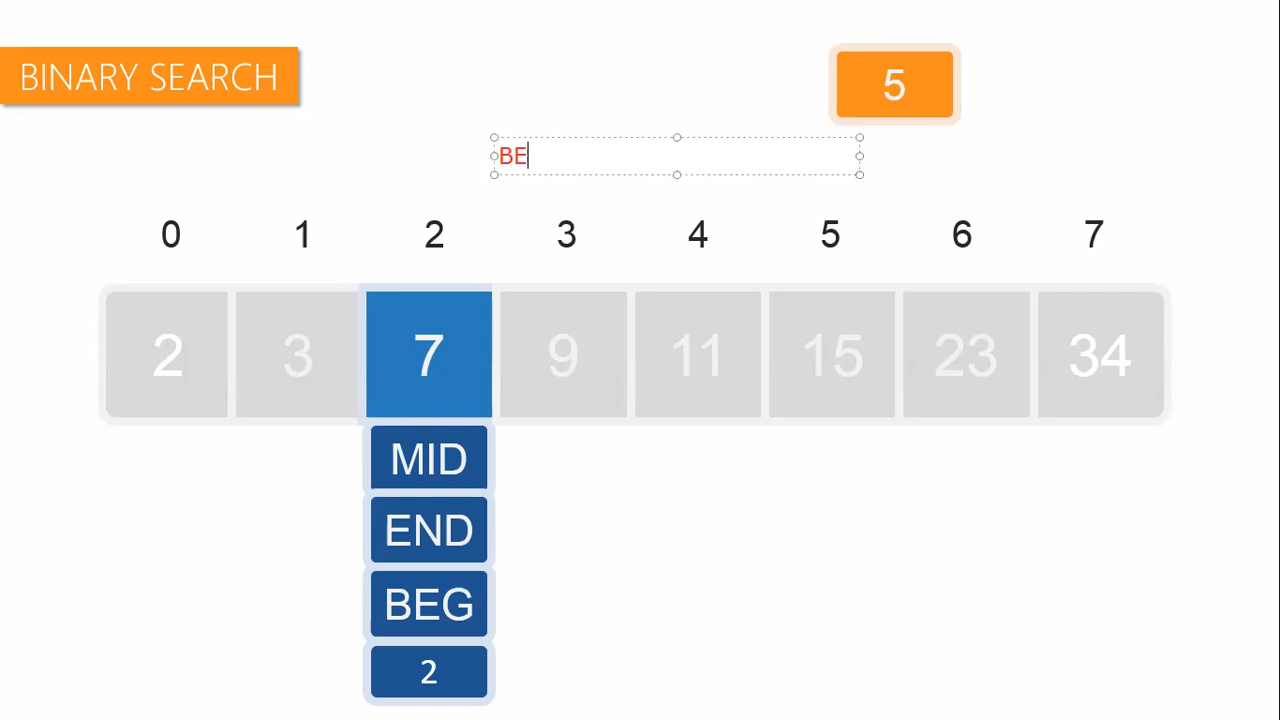 BINARY SEARCH
5
BE
0 1 2 3 4 5 6 7
2 3 7 9 11 15 23 34
MID
END
BEG
2